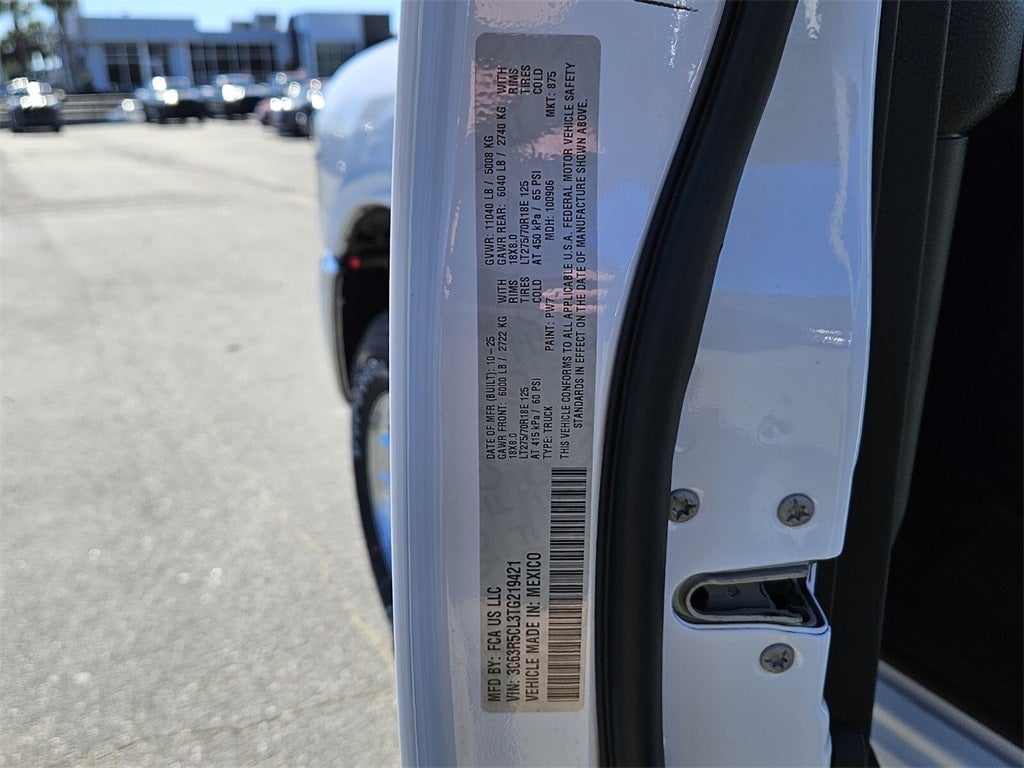 MFD BY: FCA US LLC
VIN: 3C63R5CL3TG219421
VEHICLE MADE IN: MEXICO
DATE OF MFR (BUILT): 10-25 GVWR: 11040 LB / 5008 KG
GAWR FRONT: 6000 LB / 2722 KG WITH GAWR REAR: 6040 LB / 2740 KG WITH
18X8.0 RIMS 18X8.0 RIMS
LT275/70R18E 125 TIRES LT275/70R18E 125 TIRES
AT 415 kPa / 60 PSI COLD AT 450 kPa / 65 PSI COLD
TYPE: TRUCK PAINT: PW7 MDH: 100906 MKT: 875
THIS VEHICLE CONFORMS TO ALL APPLICABLE U.S.A. FEDERAL MOTOR VEHICLE SAFETY
STANDARDS IN EFFECT ON THE DATE OF MANUFACTURE SHOWN ABOVE.